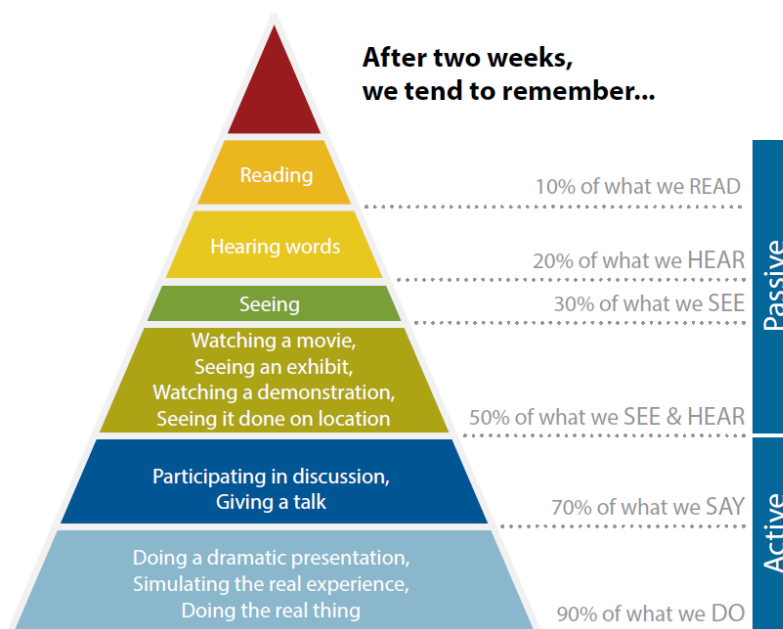 After two weeks,
we tend to remember...
Reading
10% of what we READ
Hearing words
20% of what we HEAR
Seeing
30% of what we SEE
Watching a movie,
Seeing an exhibit,
Watching a demonstration,
Seeing it done on location
50% of what we SEE & HEAR
Passive
Participating in discussion,
Giving a talk
70% of what we SAY
Doing a dramatic presentation,
Simulating the real experience,
Doing the real thing
90% of what we DO
Active